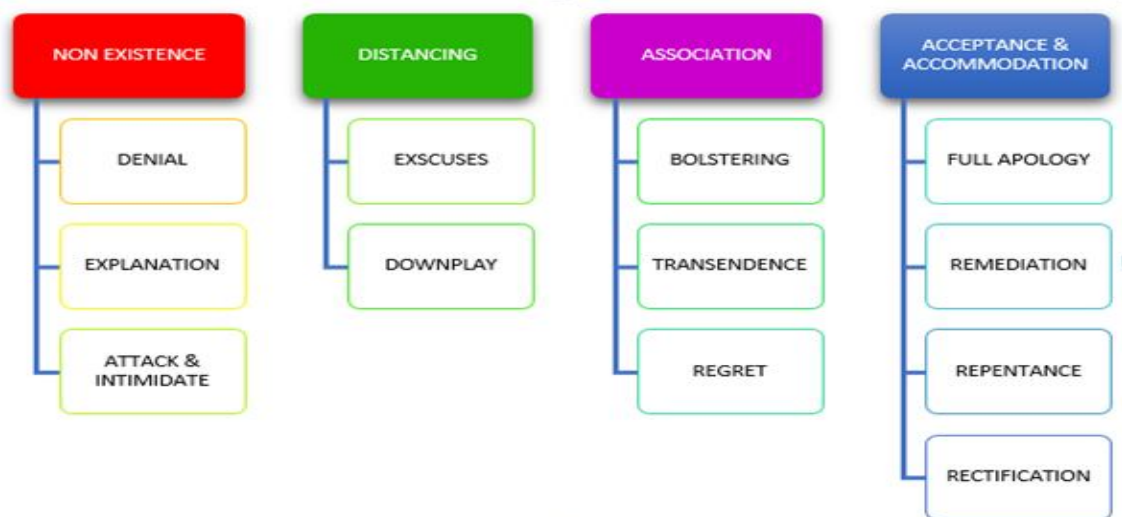 NON EXISTENCE
DENIAL
EXPLANATION
ATTACK &
INTIMIDATE
DISTANCING
EXSCUSES
DOWNPLAY
ASSOCIATION
BOLSTERING
TRANSENDENCE
REGRET
ACCEPTANCE &
ACCOMMODATION
FULL APOLOGY
REMEDIATION
REPENTANCE
RECTIFICATION